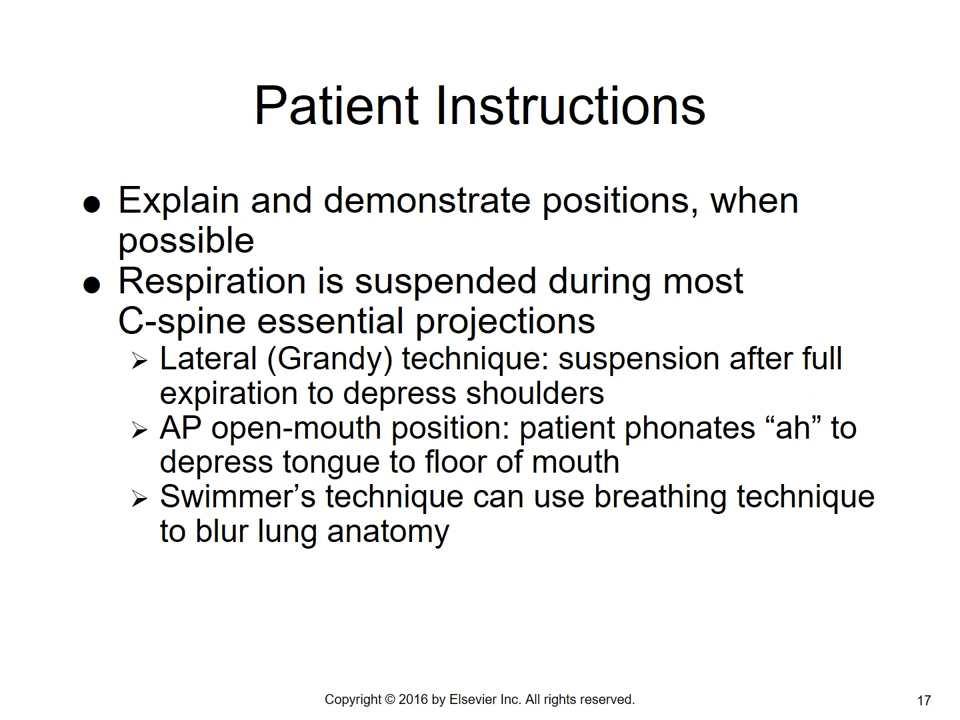 Patient Instructions
● Explain and demonstrate positions, when
possible
● Respiration is suspended during most
C-spine essential projections
➢ Lateral (Grandy) technique: suspension after full
expiration to depress shoulders
➢ AP open-mouth position: patient phonates “ah” to
depress tongue to floor of mouth
➢ Swimmer’s technique can use breathing technique
to blur lung anatomy
Copyright © 2016 by Elsevier Inc. All rights reserved.
17